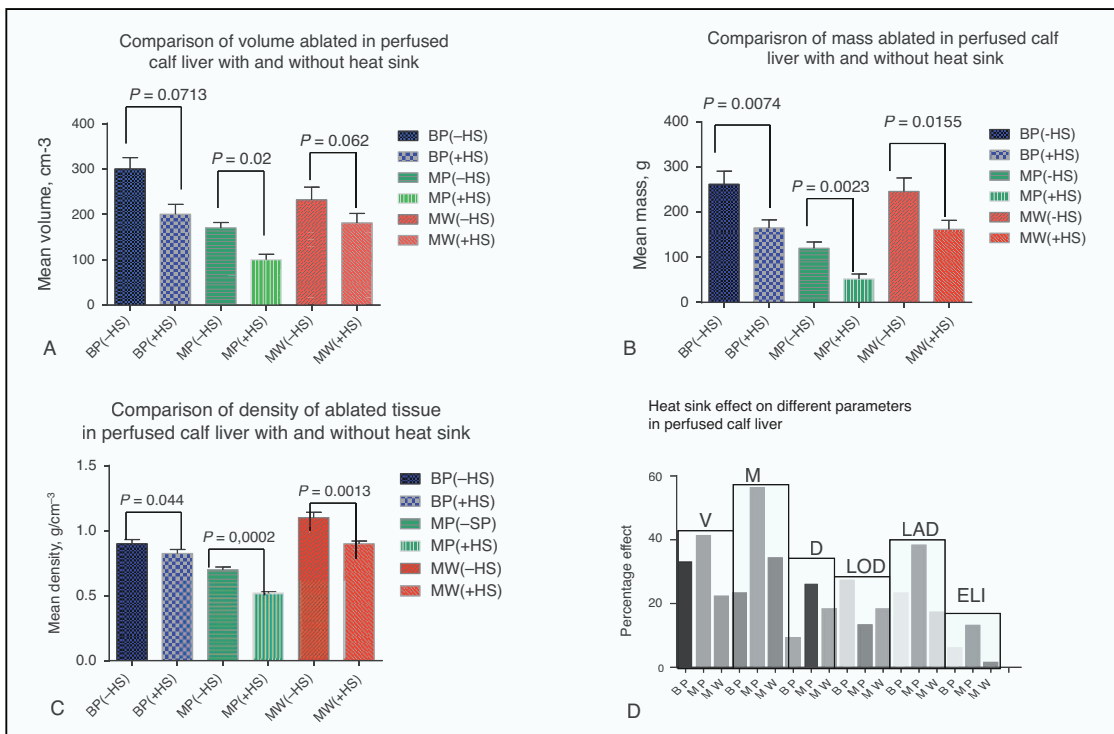 Comparison of volume ablated in perfused
calf liver with and without heat sink
P = 0.0713
P = 0.02
P = 0.062
Mean volume, cm-3
400
300
200
100
0
BP(–HS)
BP(+HS)
MP(–HS)
MP(+HS)
MW(–HS)
MW(+HS)
BP(–HS)
BP(+HS)
MP(–HS)
MP(+HS)
MW(–HS)
MW(+HS)
A
Comparisron of mass ablated in perfused calf
liver with and without heat sink
P = 0.0074
P = 0.0023
P = 0.0155
Mean mass, g
400
300
200
100
0
BP(-HS)
BP(+HS)
MP(-HS)
MP(+HS)
MW(-HS)
MW(+HS)
BP(–HS)
BP(+HS)
MP(–HS)
MP(+HS)
MW(–HS)
MW(+HS)
B
Comparison of density of ablated tissue
in perfused calf liver with and without heat sink
P = 0.044
P = 0,0002
P = 0.0013
Mean density, g/cm⁻³
1.5
1.0
0.5
0.0
BP(–HS)
BP(+HS)
MP(–SP)
MP(+HS)
MW(–HS)
MW(+HS)
BP(–HS)
BP(+HS)
MP(–HS)
MP(+HS)
MW(–HS)
MW(+HS)
C
Heat sink effect on different parameters
in perfused calf liver
Percentage effect
60
40
20
0
V
M
D
LOD
LAD
ELI
B P
M P
M W
B P
M P
M W
B P
M P
M W
B P
M P
M W
B P
M P
M W
B P
M P
M W
D